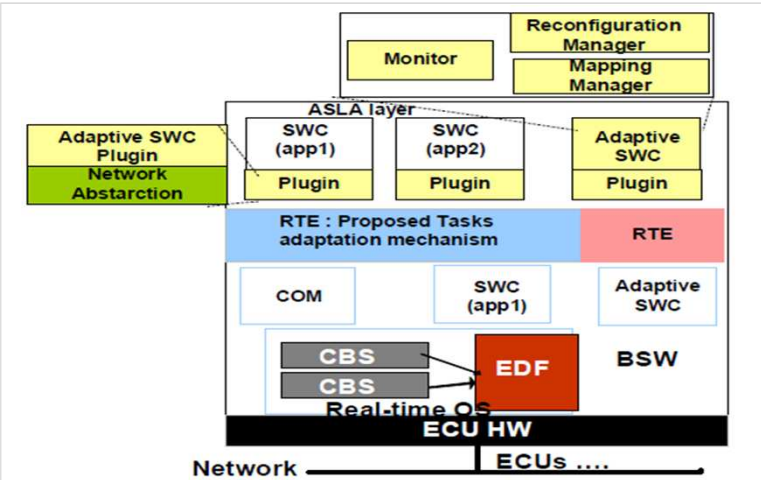 Reconfiguration
Manager
Monitor
Mapping
Manager
ASLA layer
Adaptive SWC
Plugin
Network
Abstarction
SWC
(app1)
Plugin
SWC
(app2)
Plugin
Adaptive
SWC
Plugin
RTE : Proposed Tasks
adaptation mechanism
RTE
COM
SWC
(app1)
Adaptive
SWC
CBS
CBS
EDF
BSW
Real-time OS
ECU HW
Network
ECUs ....